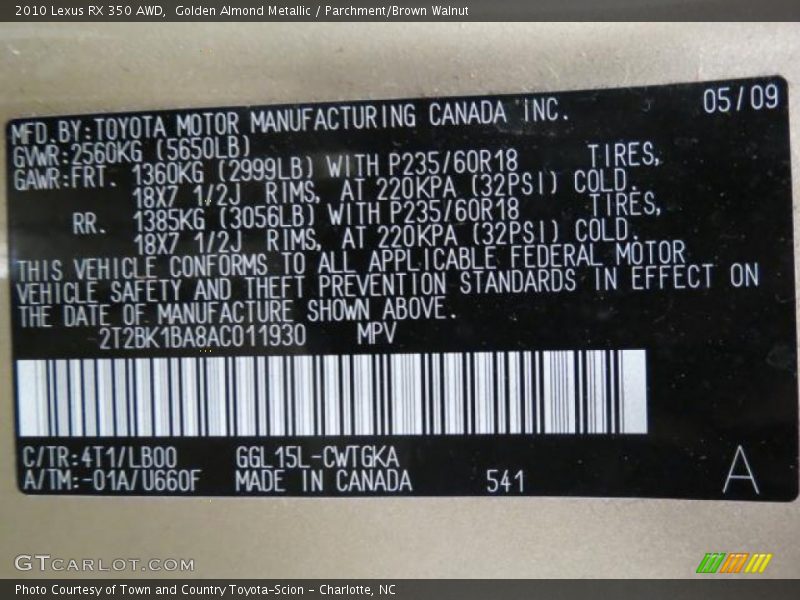 2010 Lexus RX 350 AWD, Golden Almond Metallic / Parchment/Brown Walnut
05/09
MFD.BY:TOYOTA MOTOR MANUFACTURING CANADA INC.
GVWR:2560KG (5650LB)
GAWR:FRT. 1360KG (2999LB) WITH P235/60R18 TIRES,
18X7 1/2J RIMS, AT 220KPA (32PSI) COLD.
RR. 1385KG (3056LB) WITH P235/60R18 TIRES,
18X7 1/2J RIMS, AT 220KPA (32PSI) COLD.
THIS VEHICLE CONFORMS TO ALL APPLICABLE FEDERAL MOTOR
VEHICLE SAFETY AND THEFT PREVENTION STANDARDS IN EFFECT ON
THE DATE OF MANUFACTURE SHOWN ABOVE.
2T2BK1BA8AC011930 MPV
C/TR:4T1/LB00 GGL15L-CWTGKA
A/TM:-01A/U660F MADE IN CANADA 541 A
GTCARLOT.COM
Photo Courtesy of Town and Country Toyota-Scion - Charlotte, NC